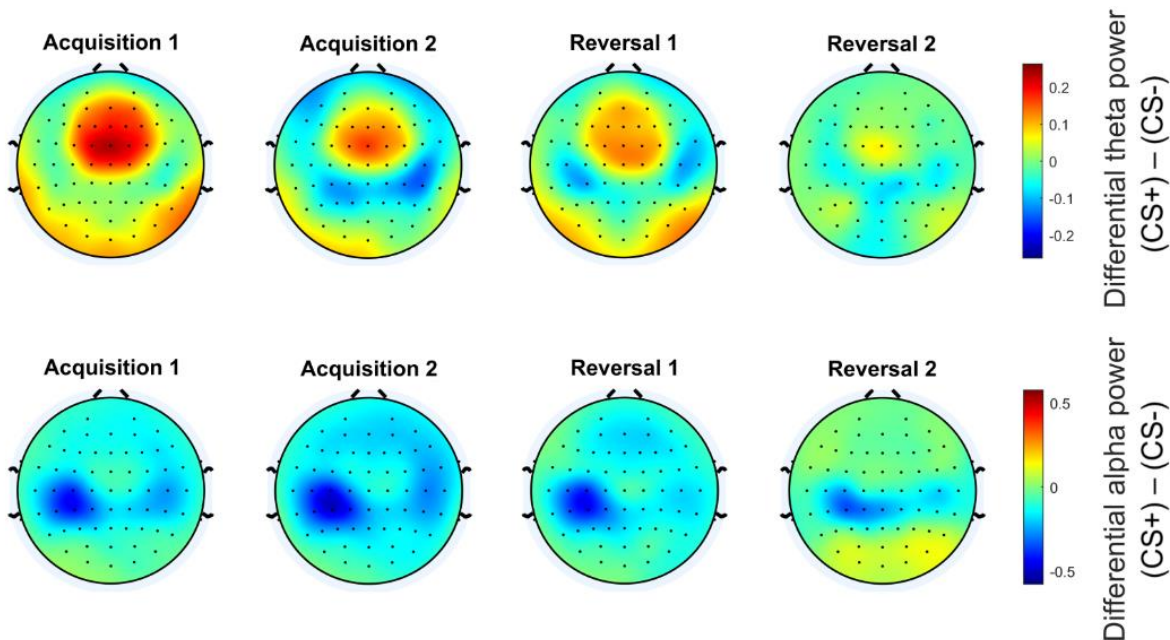 Acquisition 1
Acquisition 2
Reversal 1
Reversal 2
0.2
0.1
0
-0.1
-0.2
Differential theta power
(CS+) – (CS-)
Acquisition 1
Acquisition 2
Reversal 1
Reversal 2
0.5
0
-0.5
Differential alpha power
(CS+) – (CS-)